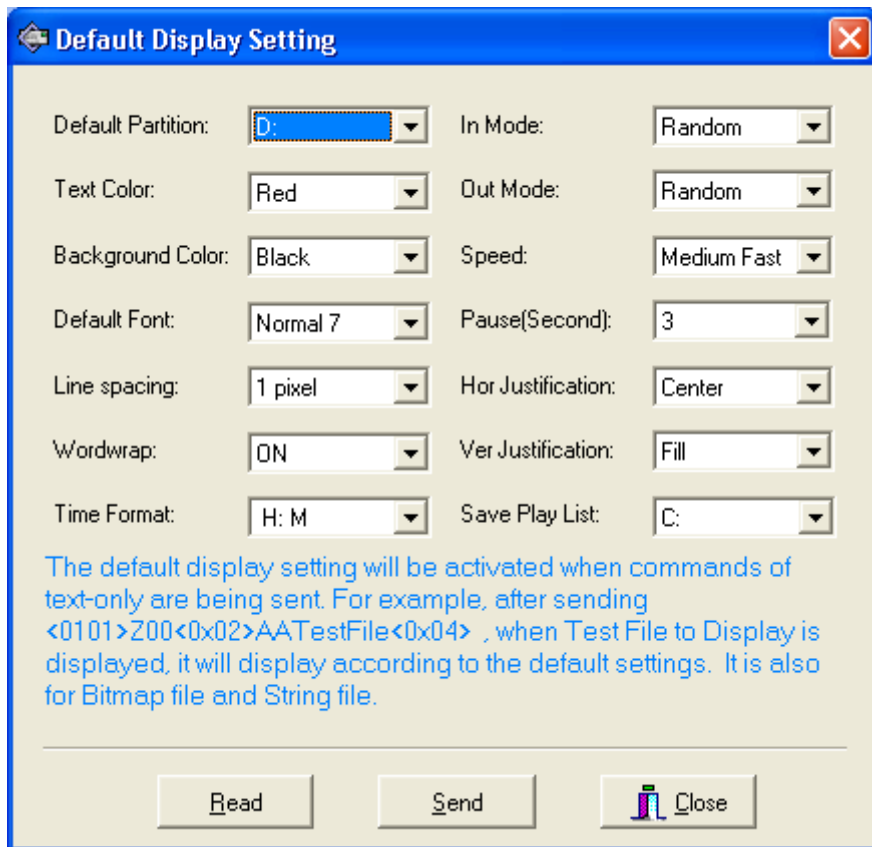 Default Display Setting
Default Partition: D: In Mode: Random
Text Color: Red Out Mode: Random
Background Color: Black Speed: Medium Fast
Default Font: Normal 7 Pause(Second): 3
Line spacing: 1 pixel Hor Justification: Center
Wordwrap: ON Ver Justification: Fill
Time Format: H: M Save Play List: C:
The default display setting will be activated when commands of
text-only are being sent. For example, after sending
<0101>Z00<0x02>AATestFile<0x04> , when Test File to Display is
displayed, it will display according to the default settings. It is also
for Bitmap file and String file.
Read Send Close